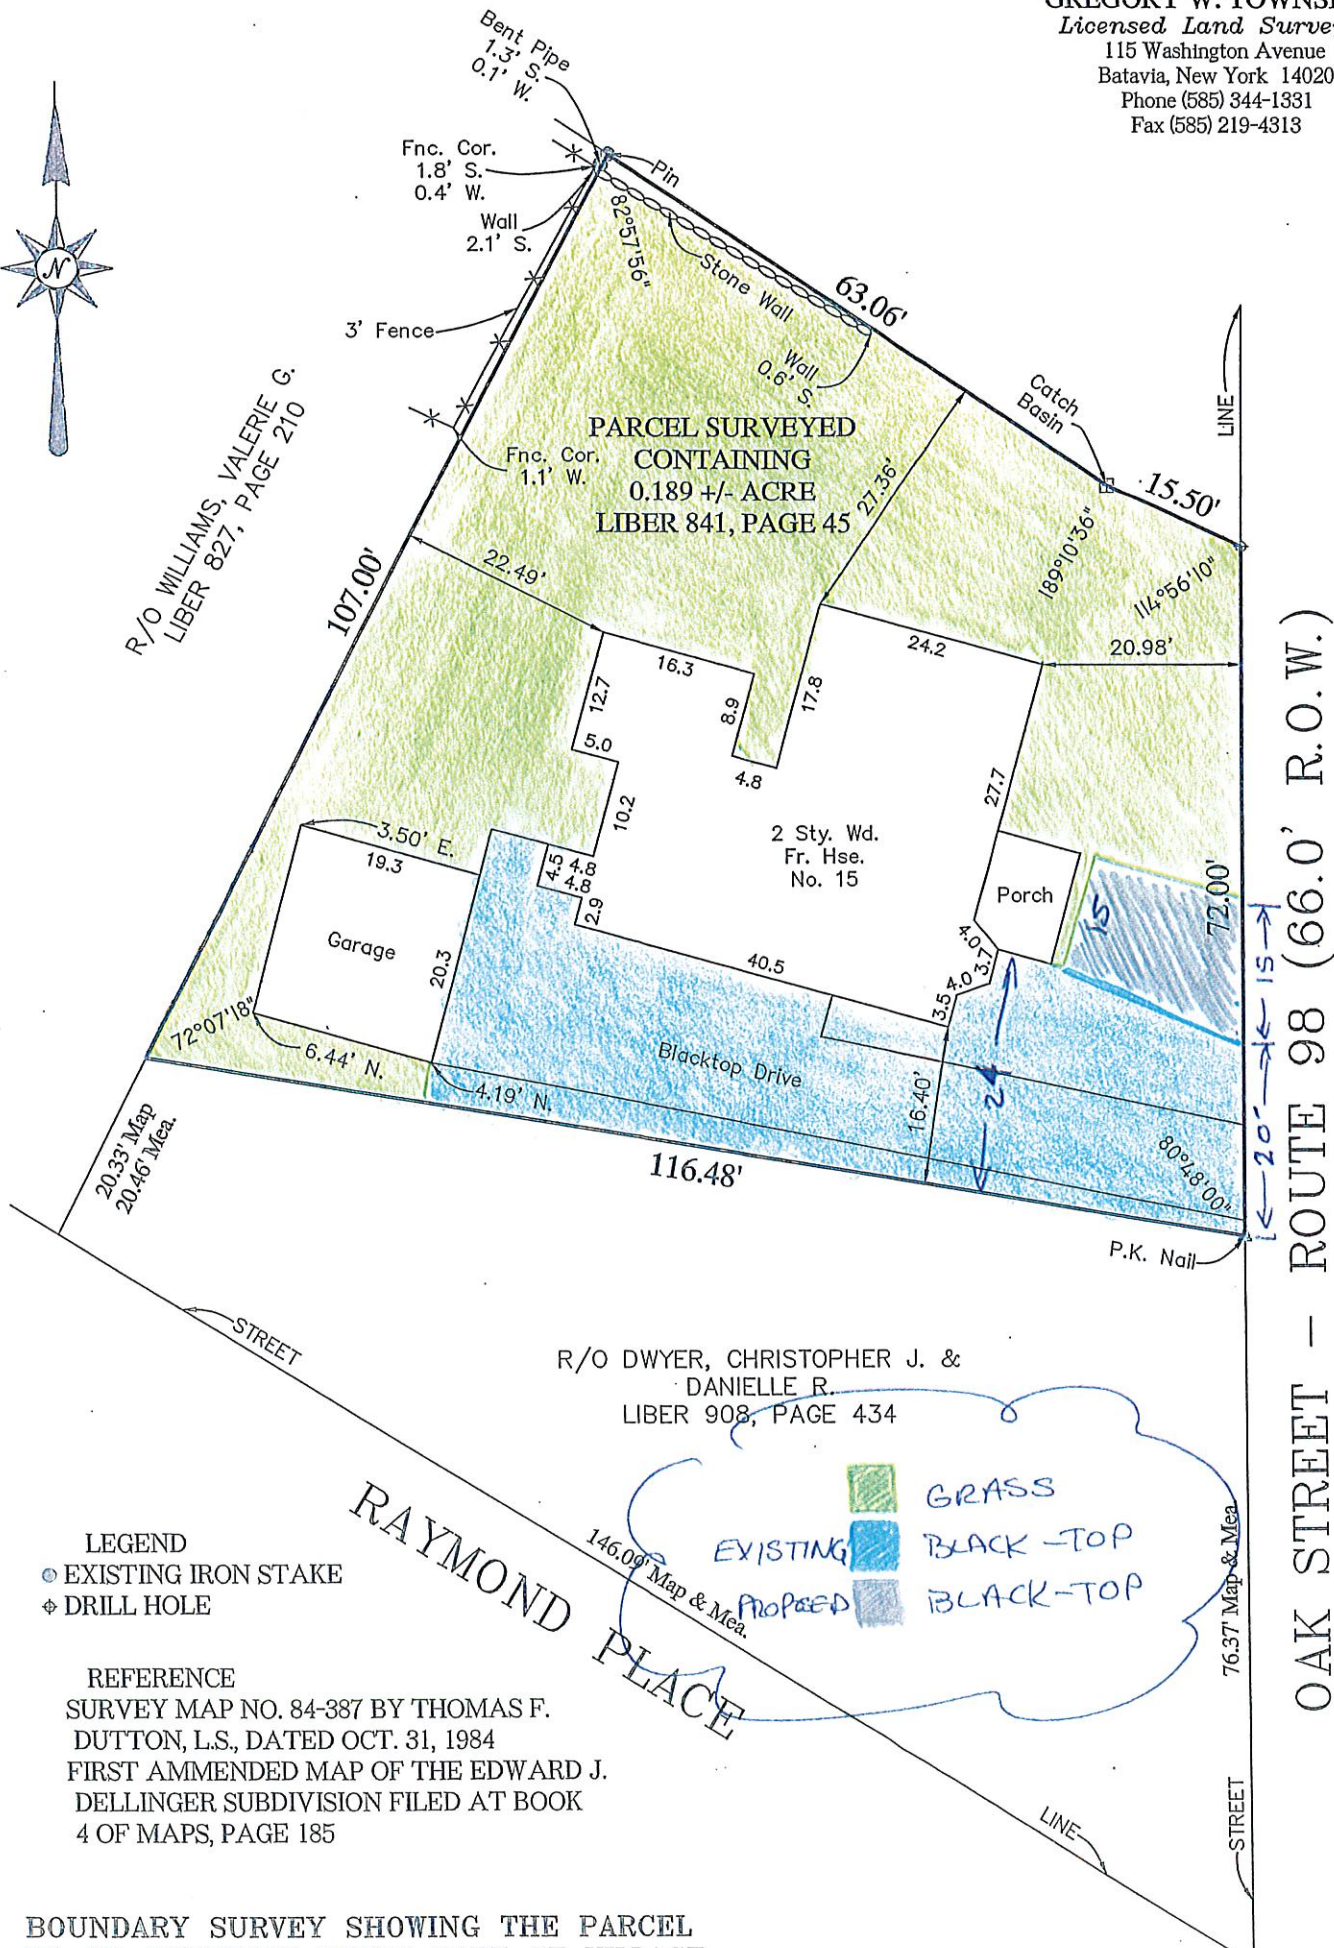 GREGORY W. TOWNS
Licensed Land Surve
115 Washington Avenue
Batavia, New York 14020
Phone (585) 344-1331
Fax (585) 219-4313
Bent Pipe
1.3' S.
0.1' W.
Fnc. Cor.
1.8' S.
0.4' W.
Pin
Wall
2.1' S.
82°57'56"
Stone Wall
63.06'
N
3' Fence
Wall
0.6' S.
Catch
Basin
LINE
R/O WILLIAMS, VALERIE G.
LIBER 827, PAGE 210
Fnc. Cor.
1.1' W.
PARCEL SURVEYED
CONTAINING
0.189 +/- ACRE
LIBER 841, PAGE 45
27.36'
15.50'
189°10'36"
114°56'10"
107.00'
22.49'
16.3
24.2
20.98'
12.7
8.9
17.8
5.0
4.8
10.2
27.7
3.50' E.
19.3
4.5
4.8
4.8
2.9
2 Sty. Wd.
Fr. Hse.
No. 15
Porch
15
72.00'
15
Garage
20.3
40.5
4.0
3.7
4.0
3.5
72°07'18"
6.44' N.
4.19' N.
Blacktop Drive
16.40'
24
80°48'00"
20'
116.48'
20.33' Map
20.46' Mea.
P.K. Nail
OAK STREET - ROUTE 98 (66.0' R.O.W.)
STREET
R/O DWYER, CHRISTOPHER J. &
DANIELLE R.
LIBER 908, PAGE 434
GRASS
EXISTING BLACK-TOP
PROPOSED BLACK-TOP
RAYMOND PLACE
146.09' Map & Mea.
76.37' Map & Mea.
LEGEND
EXISTING IRON STAKE
DRILL HOLE
REFERENCE
SURVEY MAP NO. 84-387 BY THOMAS F.
DUTTON, L.S., DATED OCT. 31, 1984
FIRST AMMENDED MAP OF THE EDWARD J.
DELLINGER SUBDIVISION FILED AT BOOK
4 OF MAPS, PAGE 185
LINE
STREET
BOUNDARY SURVEY SHOWING THE PARCEL